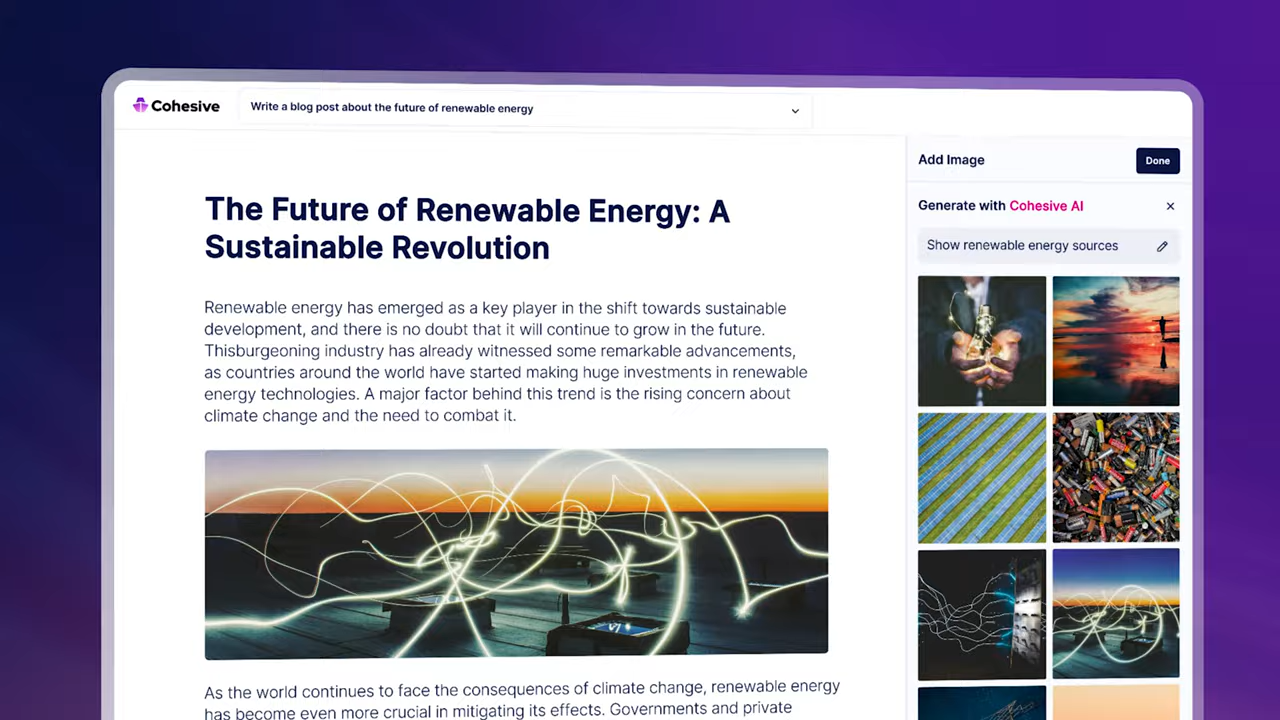 Cohesive
Write a blog post about the future of renewable energy
The Future of Renewable Energy: A
Sustainable Revolution
Renewable energy has emerged as a key player in the shift towards sustainable
development, and there is no doubt that it will continue to grow in the future.
Thisburgeoning industry has already witnessed some remarkable advancements,
as countries around the world have started making huge investments in renewable
energy technologies. A major factor behind this trend is the rising concern about
climate change and the need to combat it.
As the world continues to face the consequences of climate change, renewable energy
has become even more crucial in mitigating its effects. Governments and private
Add Image
Done
Generate with Cohesive AI
Show renewable energy sources